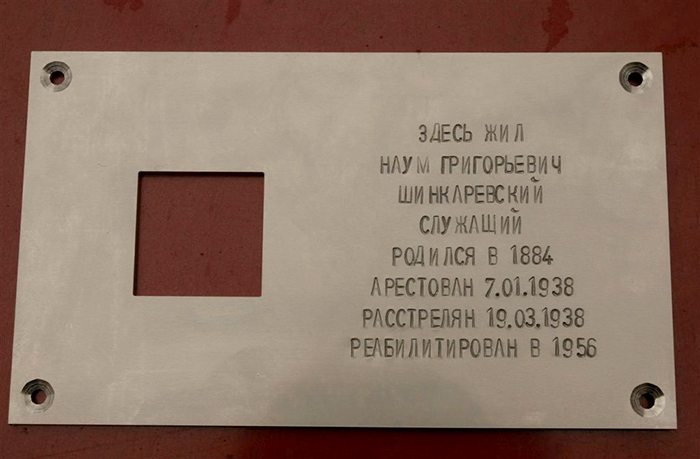 ЗДЕСЬ ЖИЛ
НАУМ ГРИГОРЬЕВИЧ
ШИНКАРЕВСКИЙ
СЛУЖАЩИЙ
РОДИЛСЯ В 1884
АРЕСТОВАН 7.01.1938
РАССТРЕЛЯН 19.03.1938
РЕАБИЛИТИРОВАН В 1956